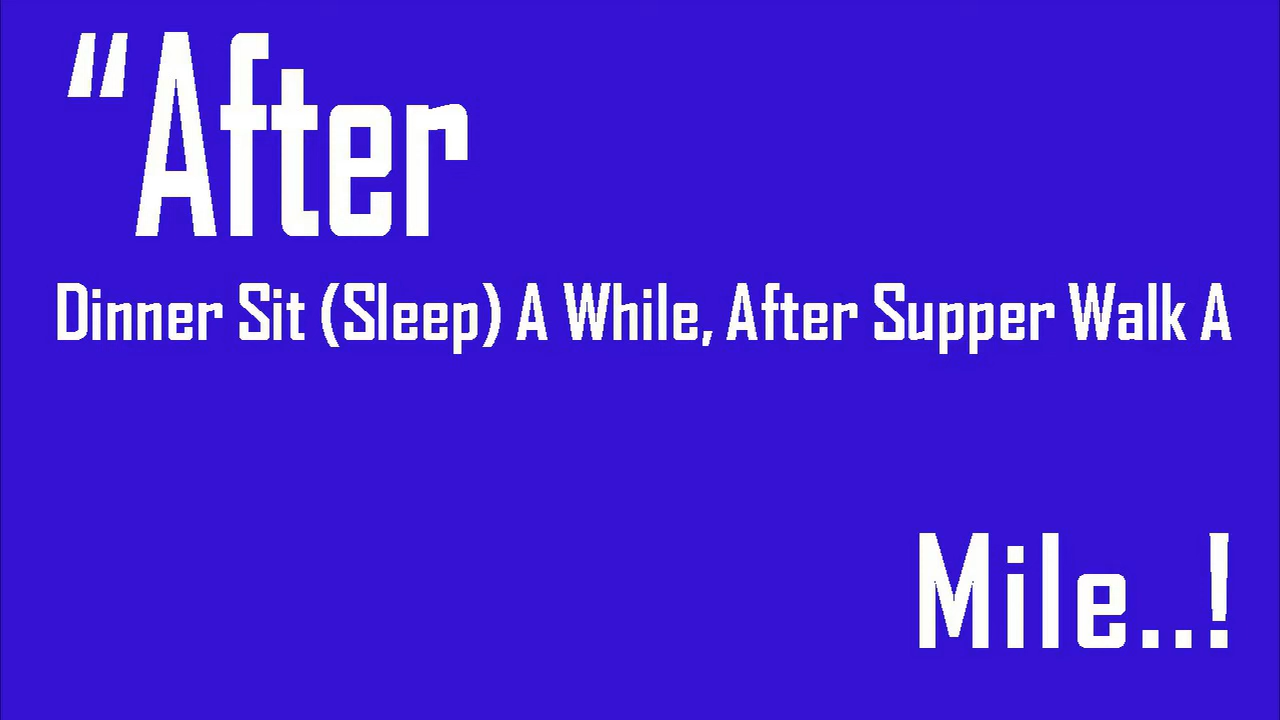 “After
Dinner Sit (Sleep) A While, After Supper Walk A
Mile..!